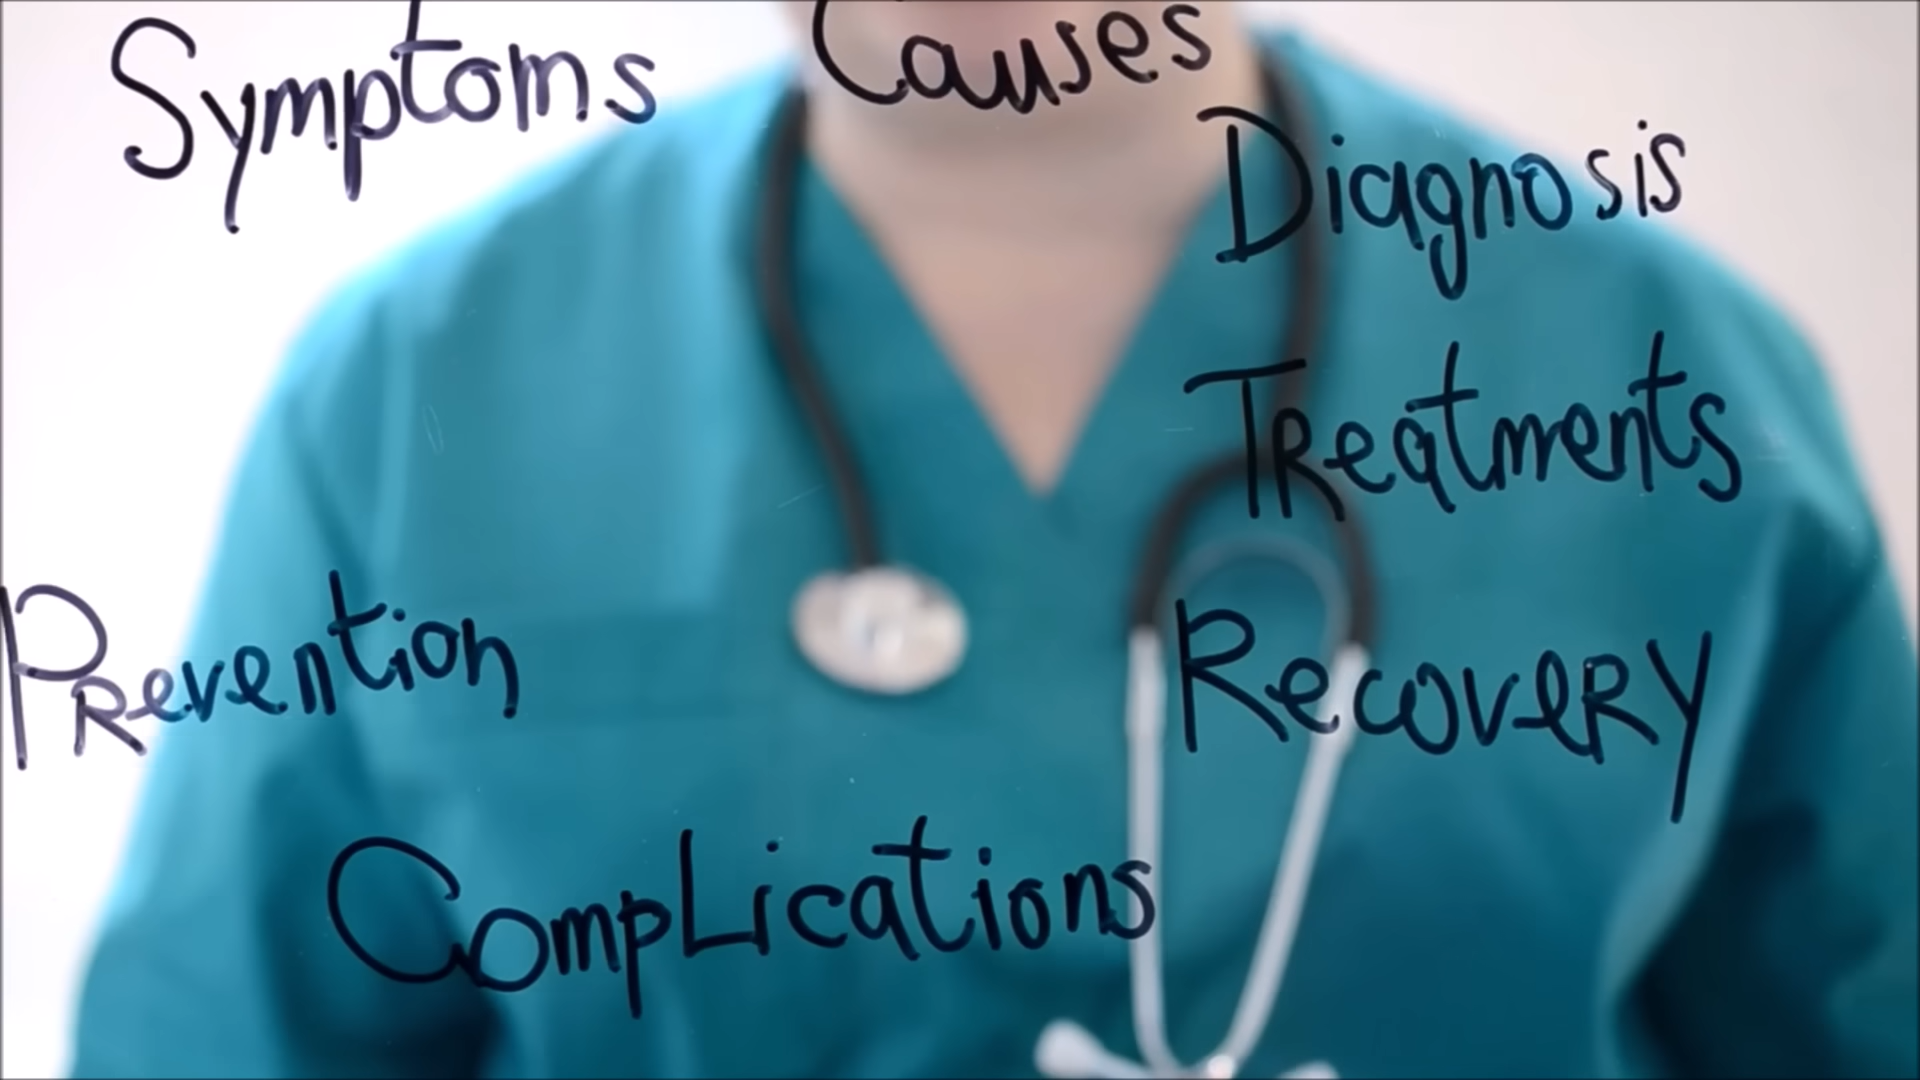 Symptoms
Causes
Diagnosis
Treatments
Prevention
Recovery
Complications